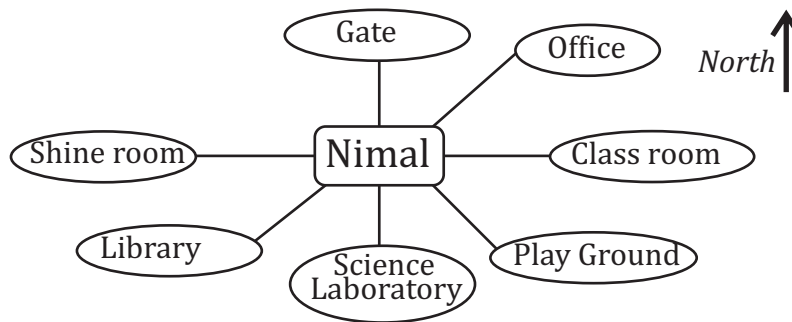 Gate
Office
North
Shine room
Nimal
Class room
Library
Science
Laboratory
Play Ground